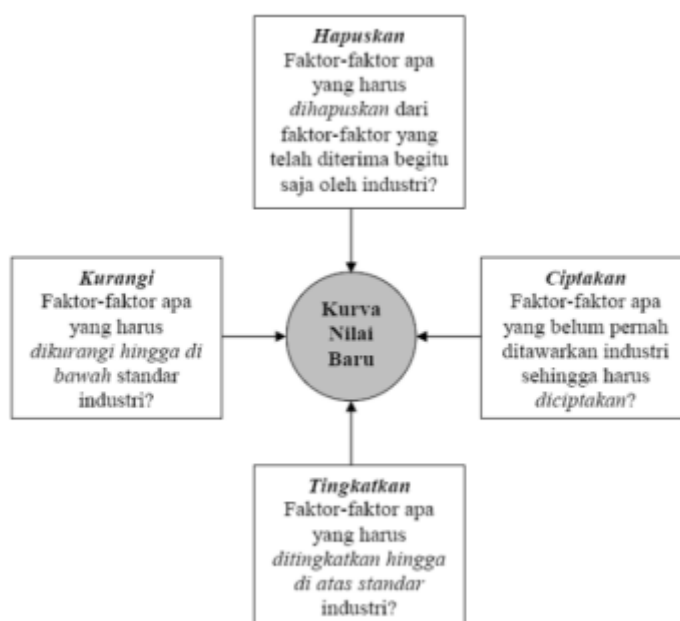 Hapuskan
Faktor-faktor apa
yang harus
dihapuskan dari
faktor-faktor yang
telah diterima begitu
saja oleh industri?
Kurangi
Faktor-faktor apa
yang harus
dikurangi hingga di
bawah standar
industri?
Kurva
Nilai
Baru
Ciptakan
Faktor-faktor apa
yang belum pernah
ditawarkan industri
sehingga harus
diciptakan?
Tingkatkan
Faktor-faktor apa
yang harus
ditingkatkan hingga
di atas standar
industri?